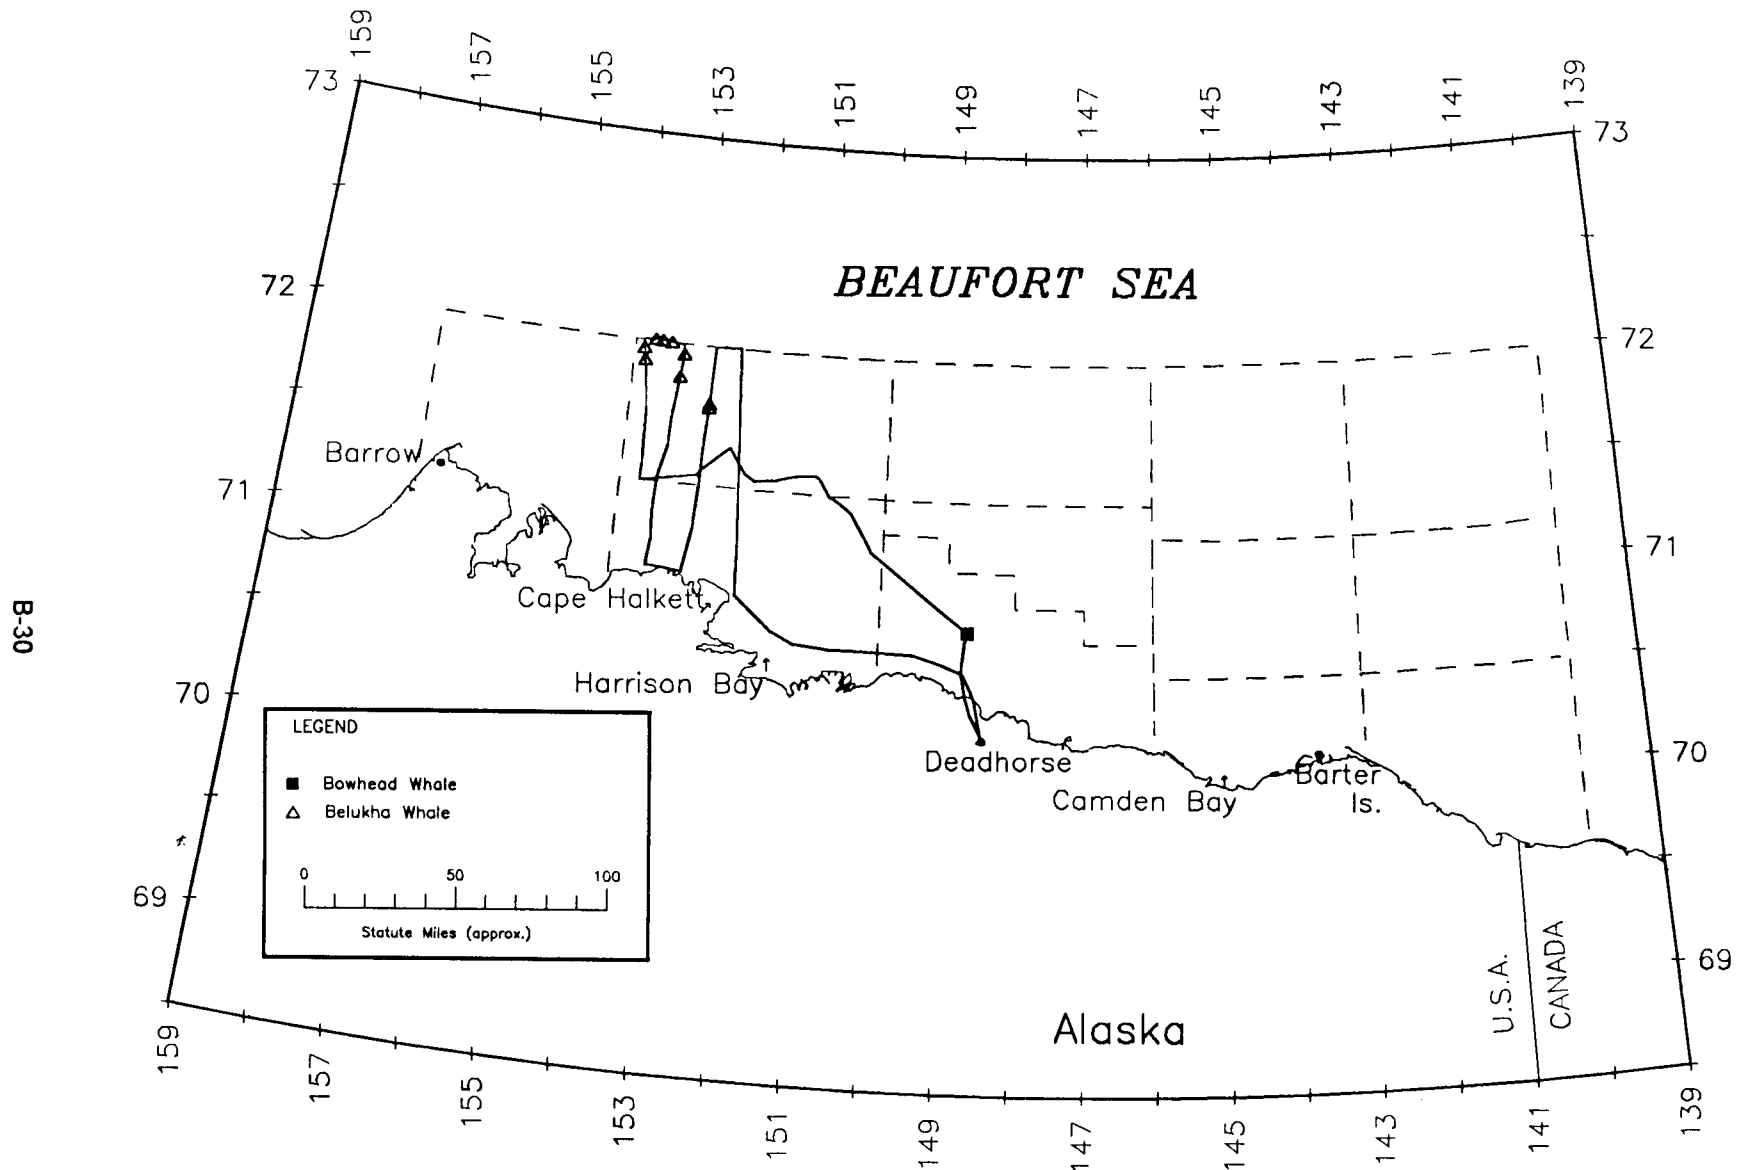 159
157
155
153
151
149
147
145
143
141
139
73
73
BEAUFORT SEA
72
72
Barrow
71
71
Cape Halkett
B-30
Harrison Bay
70
70
Deadhorse
Barter
Is.
Camden Bay
LEGEND
Bowhead Whale
Belukha Whale
0 50 100
Statute Miles (approx.)
69
69
U.S.A.
CANADA
Alaska
159
157
155
153
151
149
147
145
143
141
139